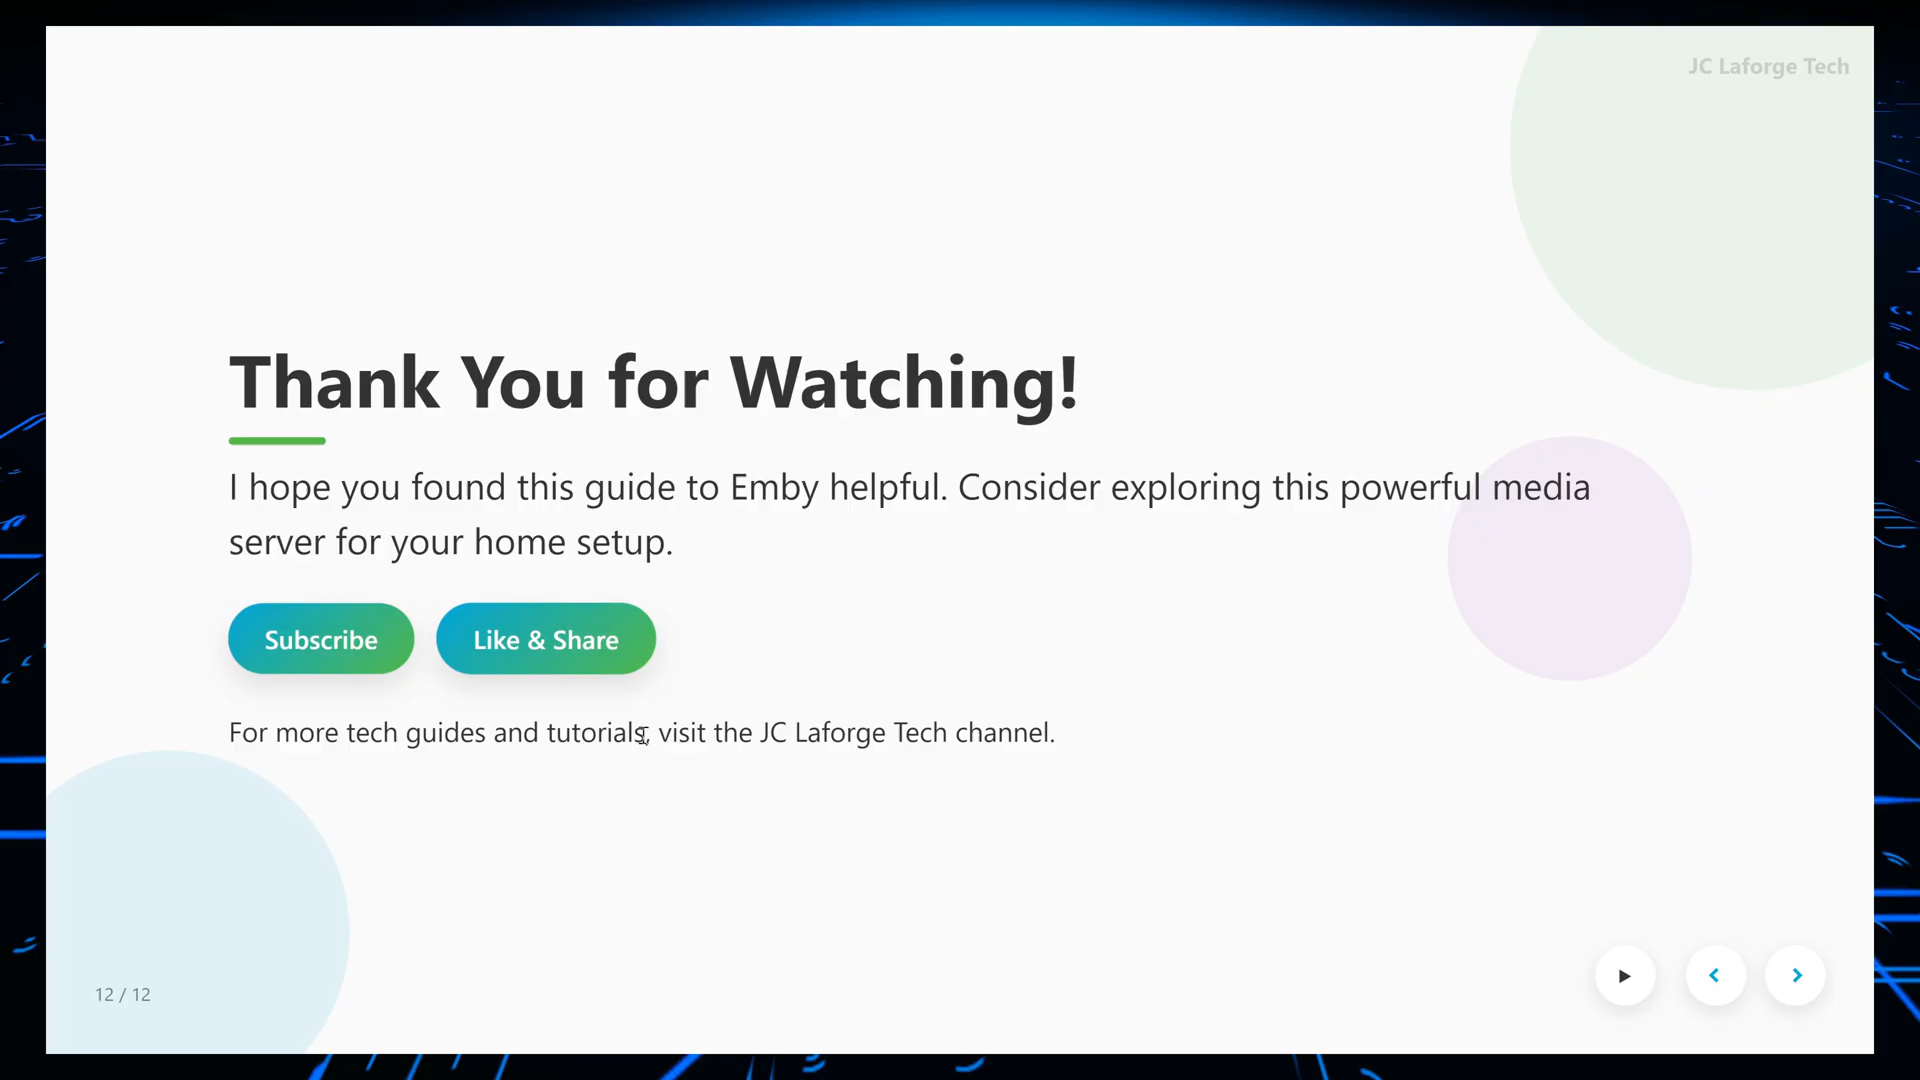 JC Laforge Tech
Thank You for Watching!
I hope you found this guide to Emby helpful. Consider exploring this powerful media
server for your home setup.
Subscribe
Like & Share
For more tech guides and tutorials, visit the JC Laforge Tech channel.
12 / 12